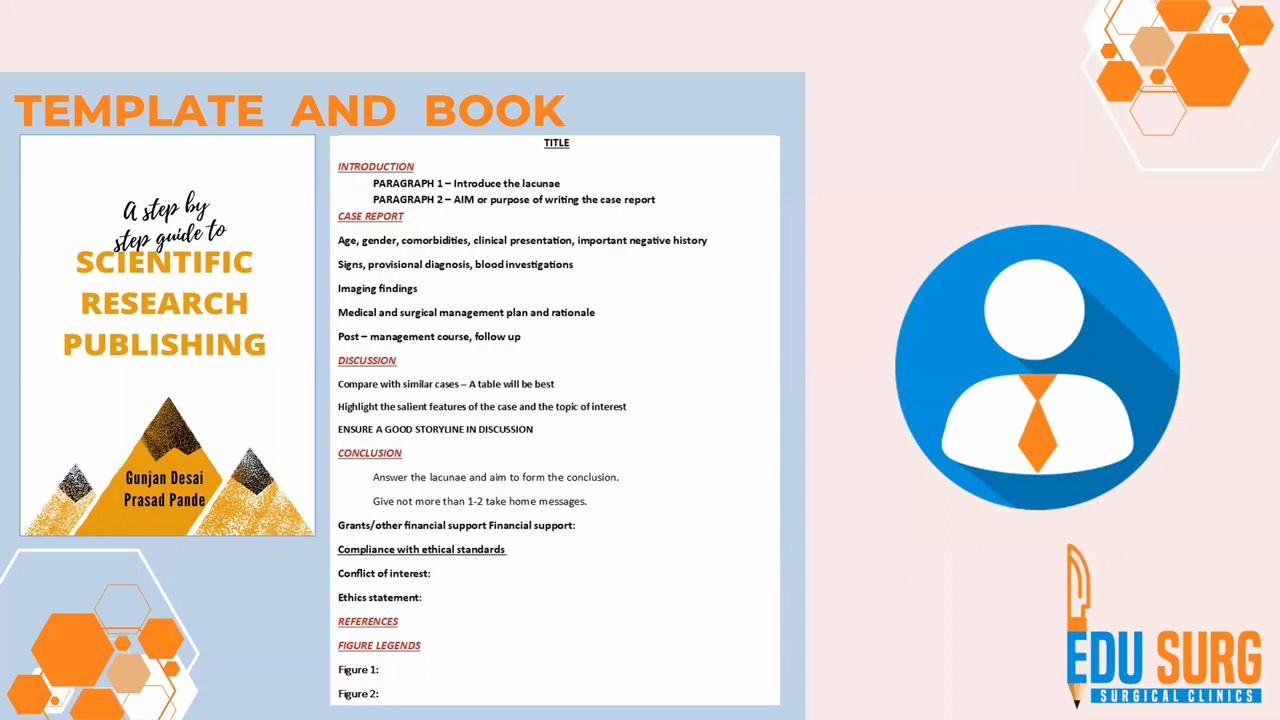 TEMPLATE AND BOOK
A step by
step guide to
SCIENTIFIC
RESEARCH
PUBLISHING
Gunjan Desai
Prasad Pande
TITLE
INTRODUCTION
PARAGRAPH 1 – Introduce the lacunae
PARAGRAPH 2 – AIM or purpose of writing the case report
CASE REPORT
Age, gender, comorbidities, clinical presentation, important negative history
Signs, provisional diagnosis, blood investigations
Imaging findings
Medical and surgical management plan and rationale
Post – management course, follow up
DISCUSSION
Compare with similar cases – A table will be best
Highlight the salient features of the case and the topic of interest
ENSURE A GOOD STORYLINE IN DISCUSSION
CONCLUSION
Answer the lacunae and aim to form the conclusion.
Give not more than 1-2 take home messages.
Grants/other financial support Financial support:
Compliance with ethical standards
Conflict of interest:
Ethics statement:
REFERENCES
FIGURE LEGENDS
Figure 1:
Figure 2:
EDU SURG
SURGICAL CLINICS